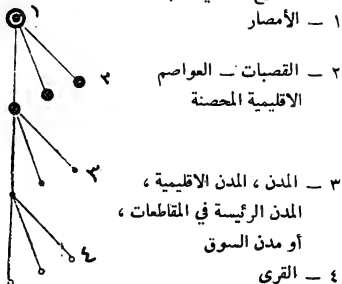 ١ – الأمصار
٢ – القصبات – العواصم
الاقليمية المحصنة
٣ – المدن ، المدن الاقليمية ،
المدن الرئيسة في المقاطعات ،
أو مدن السوق
٤ – القرى
١
٣
٣
٤